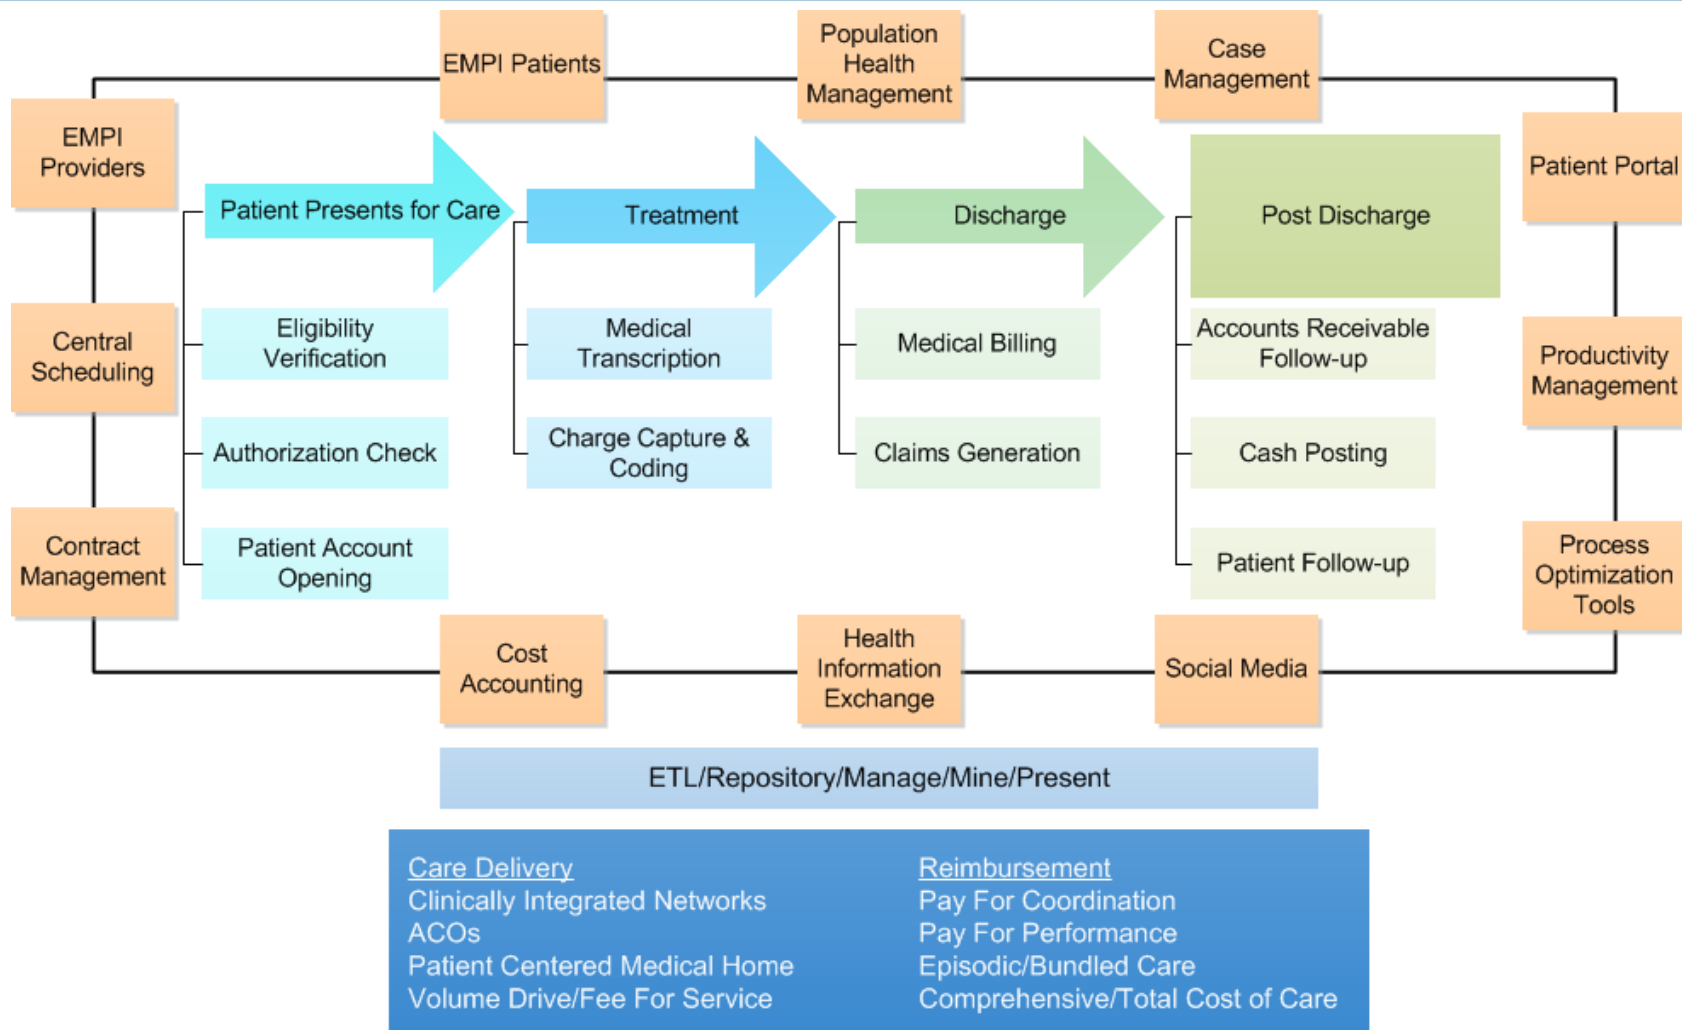 EMPI Patients
Population
Health
Management
Case
Management
EMPI
Providers
Patient Portal
Patient Presents for Care
Treatment
Discharge
Post Discharge
Central
Scheduling
Eligibility
Verification
Medical
Transcription
Medical Billing
Accounts Receivable
Follow-up
Productivity
Management
Authorization Check
Charge Capture &
Coding
Claims Generation
Cash Posting
Contract
Management
Patient Account
Opening
Patient Follow-up
Process
Optimization
Tools
Cost
Accounting
Health
Information
Exchange
Social Media
ETL/Repository/Manage/Mine/Present
Care Delivery
Clinically Integrated Networks
ACOs
Patient Centered Medical Home
Volume Drive/Fee For Service
Reimbursement
Pay For Coordination
Pay For Performance
Episodic/Bundled Care
Comprehensive/Total Cost of Care